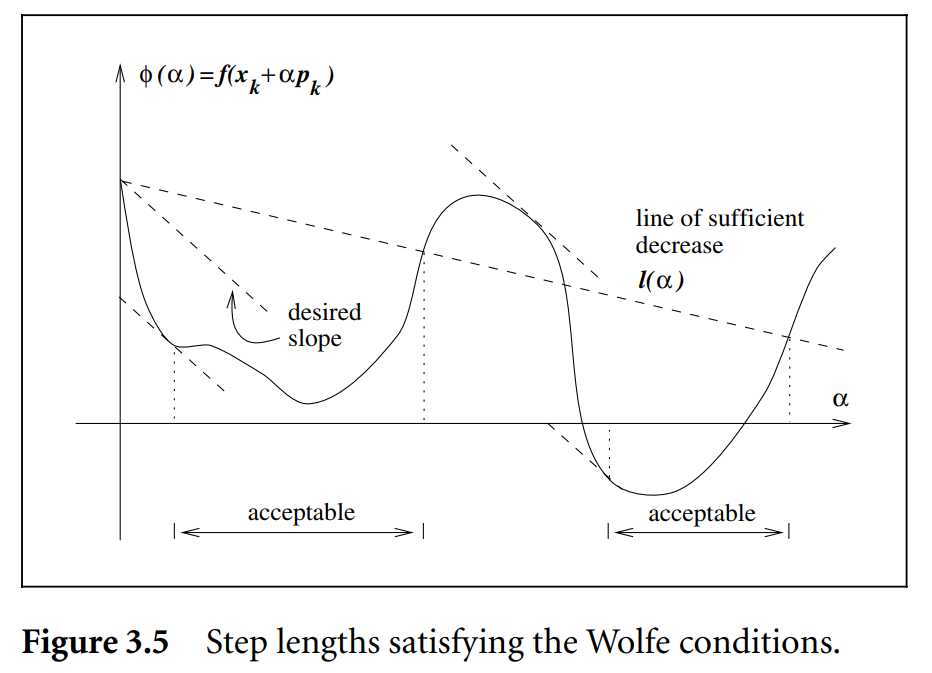 ϕ(α) = f(x_k + αp_k)
line of sufficient
decrease
l(α)
desired
slope
α
acceptable
acceptable
Figure 3.5 Step lengths satisfying the Wolfe conditions.